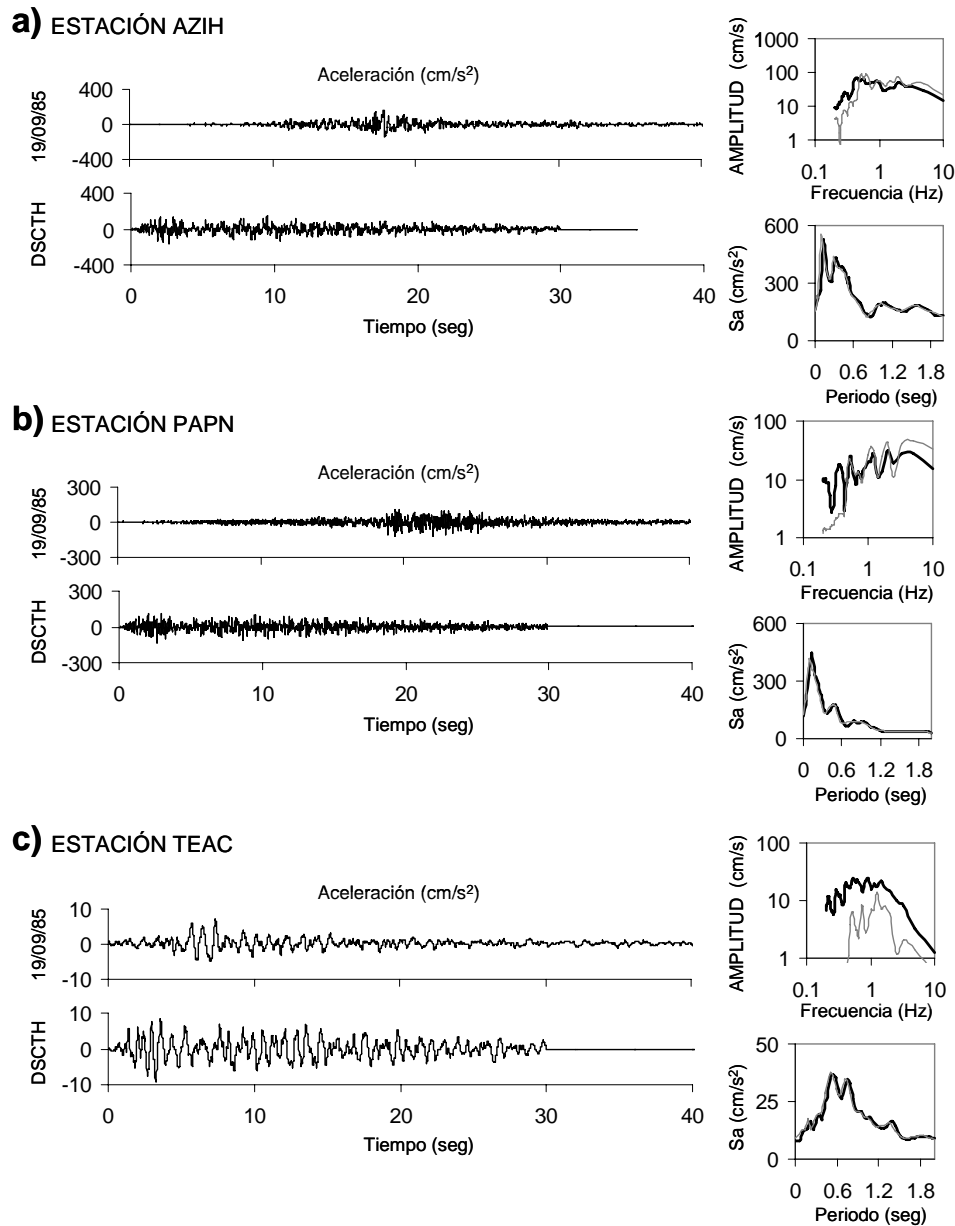 a) ESTACIÓN AZIH
Aceleración (cm/s²)
19/09/85
400
0
-400
DSCTH
400
0
-400
0 10 20 30 40
Tiempo (seg)
AMPLITUD (cm/s)
1000
100
10
1
0.1 1 10
Frecuencia (Hz)
Sa (cm/s²)
600
300
0
0 0.6 1.2 1.8
Periodo (seg)
b) ESTACIÓN PAPN
Aceleración (cm/s²)
19/09/85
300
0
-300
DSCTH
300
0
-300
0 10 20 30 40
Tiempo (seg)
AMPLITUD (cm/s)
100
10
1
0.1 1 10
Frecuencia (Hz)
Sa (cm/s²)
600
300
0
0 0.6 1.2 1.8
Periodo (seg)
c) ESTACIÓN TEAC
Aceleración (cm/s²)
19/09/85
10
0
-10
DSCTH
10
0
-10
0 10 20 30 40
Tiempo (seg)
AMPLITUD (cm/s)
100
10
1
0.1 1 10
Frecuencia (Hz)
Sa (cm/s²)
50
25
0
0 0.6 1.2 1.8
Periodo (seg)